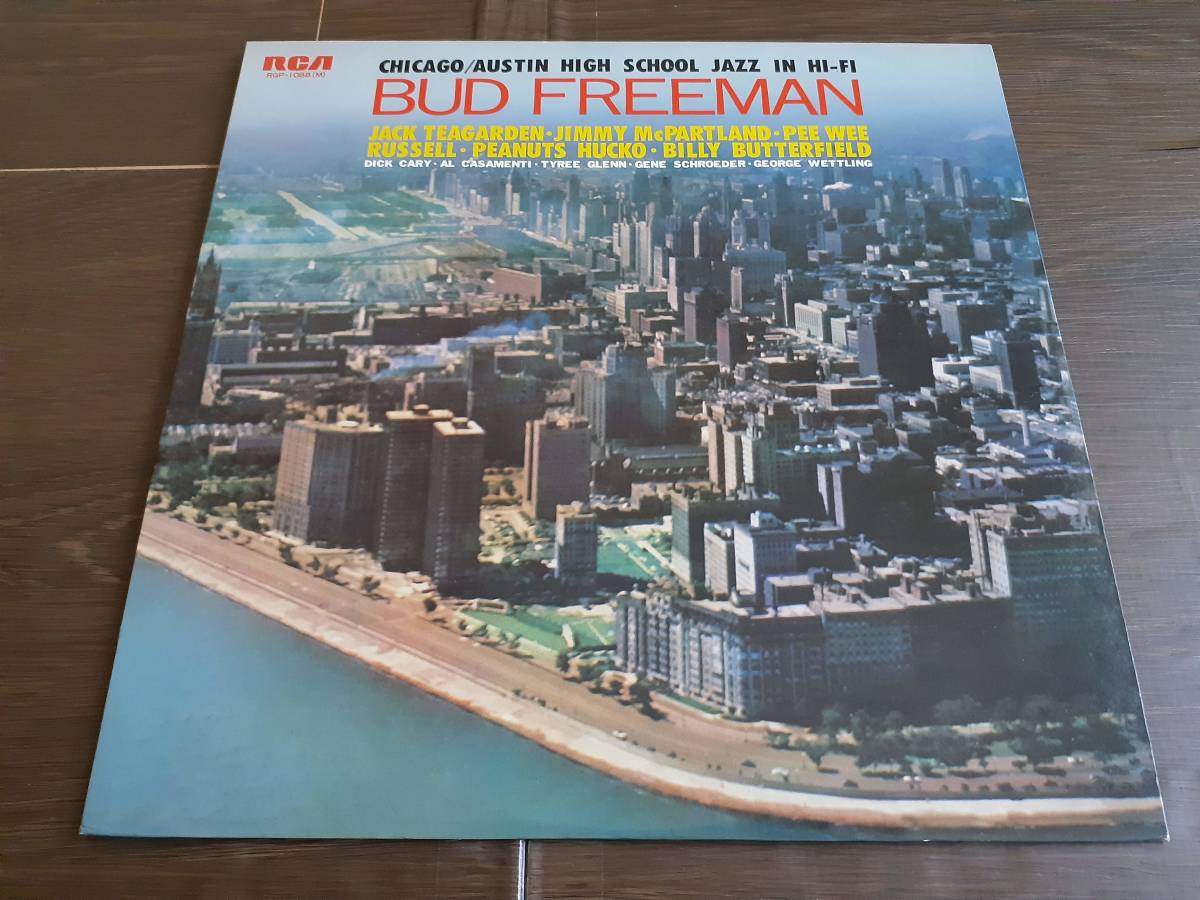 RCA
RGP-1088(M)
CHICAGO/AUSTIN HIGH SCHOOL JAZZ IN HI-FI
BUD FREEMAN
JACK TEAGARDEN·JIMMY McPARTLAND·PEE WEE
RUSSELL·PEANUTS HUCKO·BILLY BUTTERFIELD
DICK CARY·AL CASAMENTI·TYREE GLENN·GENE SCHROEDER·GEORGE WETTLING